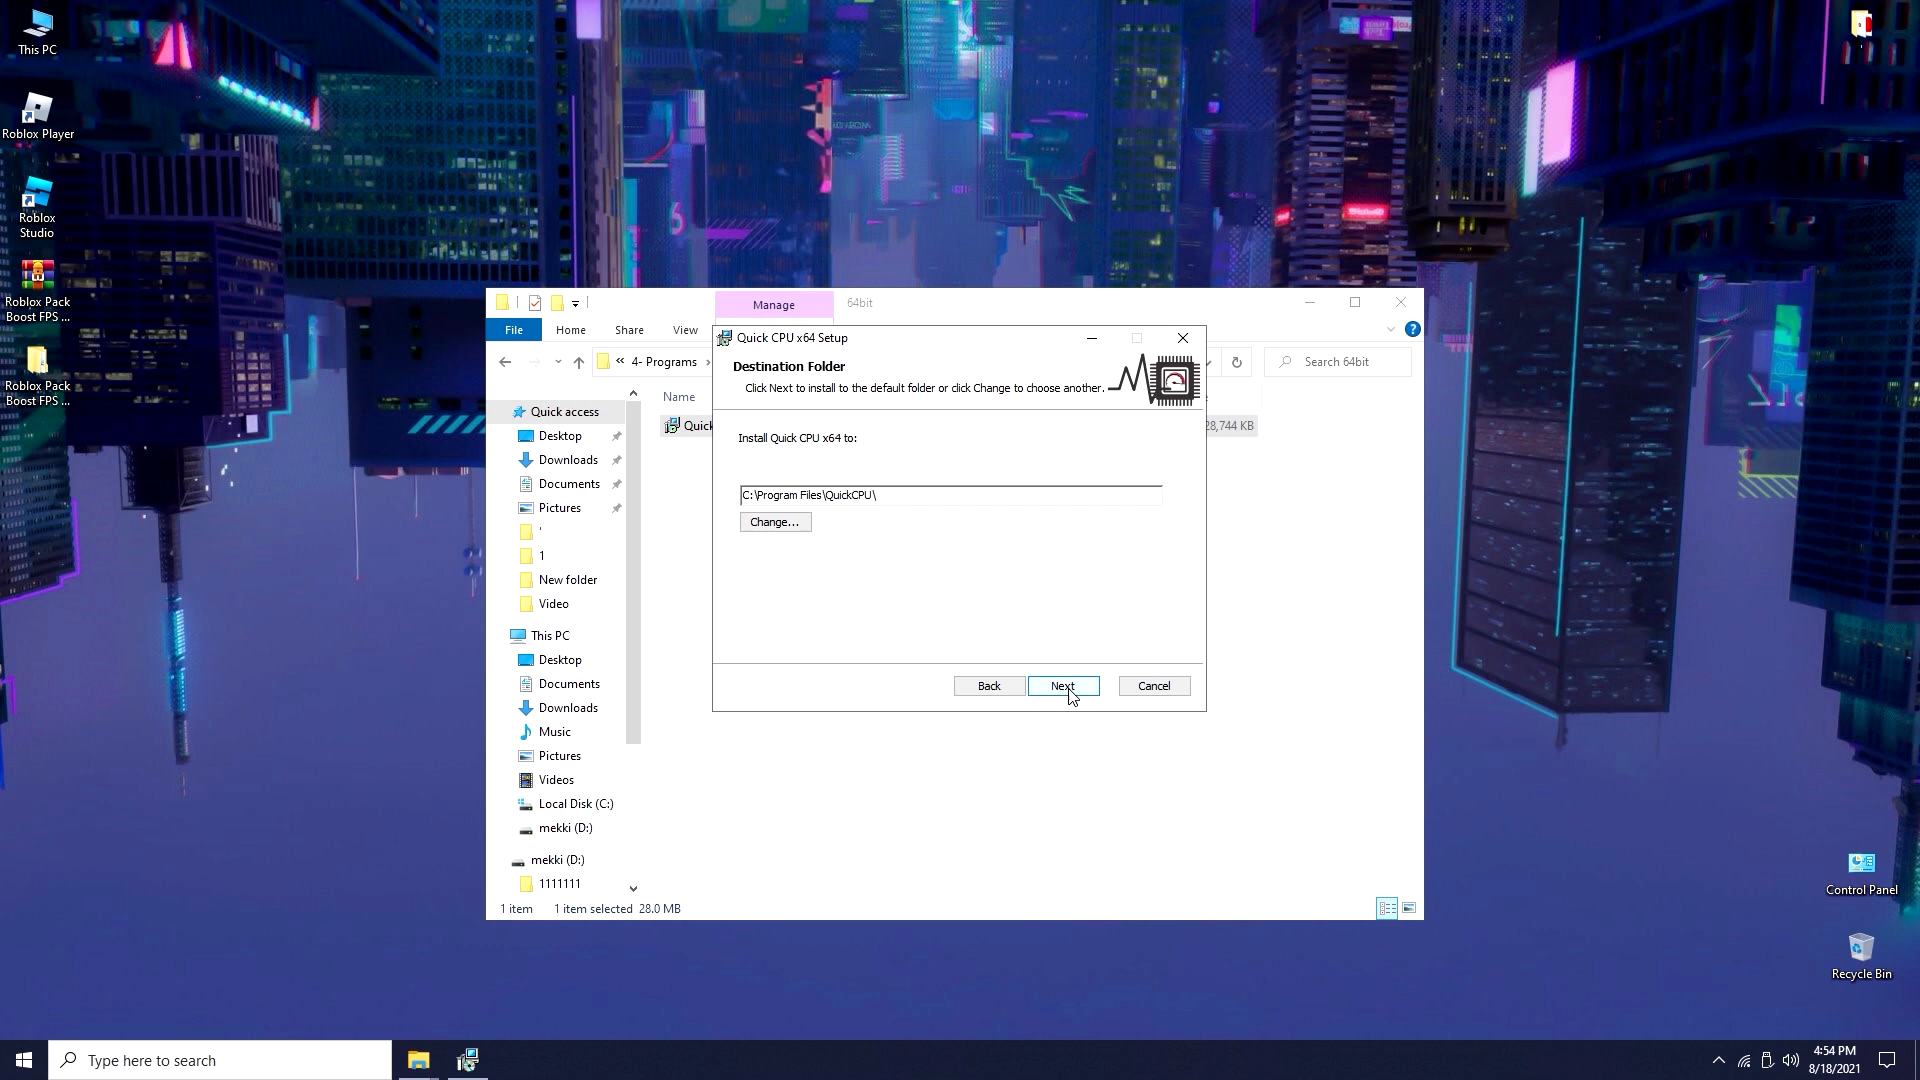 This PC
Roblox Player
Roblox
Studio
Roblox Pack
Boost FPS ...
Roblox Pack
Boost FPS ...
'
Control Panel
Recycle Bin
Manage
64bit
File
Home
Share
View
« 4- Programs ›
Search 64bit
Name
Quick
28,744 KB
Quick access
Desktop
Downloads
Documents
Pictures
'
1
New folder
Video
This PC
Desktop
Documents
Downloads
Music
Pictures
Videos
Local Disk (C:)
mekki (D:)
mekki (D:)
1111111
1 item
1 item selected 28.0 MB
Quick CPU x64 Setup
Destination Folder
Click Next to install to the default folder or click Change to choose another.
Install Quick CPU x64 to:
C:\Program Files\QuickCPU\
Change...
Back
Next
Cancel
Type here to search
4:54 PM
8/18/2021